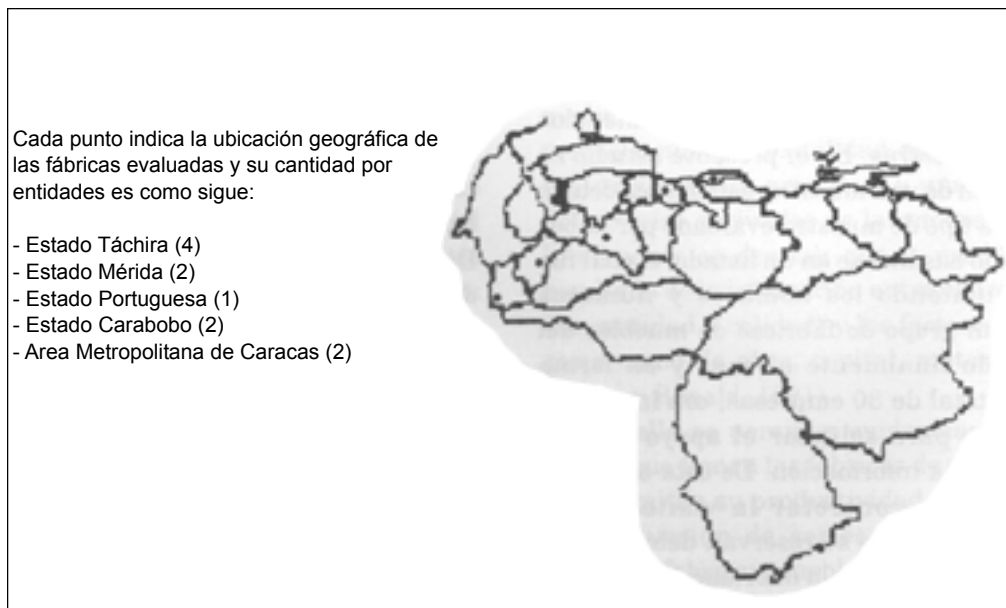 Cada punto indica la ubicación geográfica de
las fábricas evaluadas y su cantidad por
entidades es como sigue:
- Estado Táchira (4)
- Estado Mérida (2)
- Estado Portuguesa (1)
- Estado Carabobo (2)
- Area Metropolitana de Caracas (2)